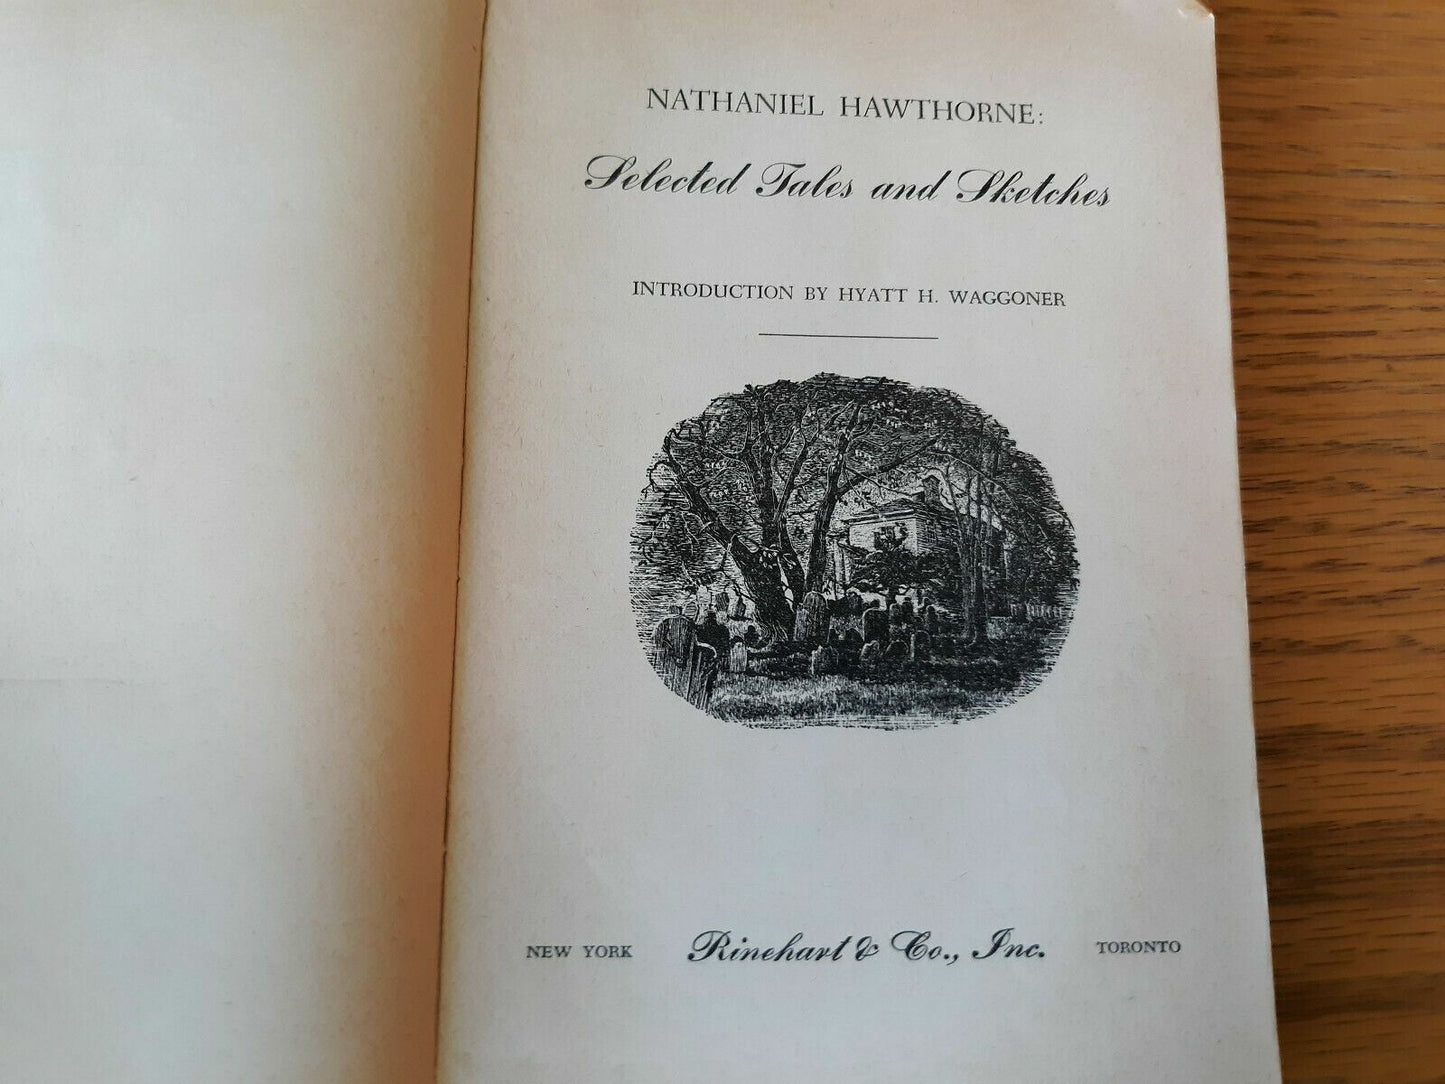 NATHANIEL HAWTHORNE:
Selected Tales and Sketches
INTRODUCTION BY HYATT H. WAGGONER
NEW YORK Rinehart & Co., Inc. TORONTO